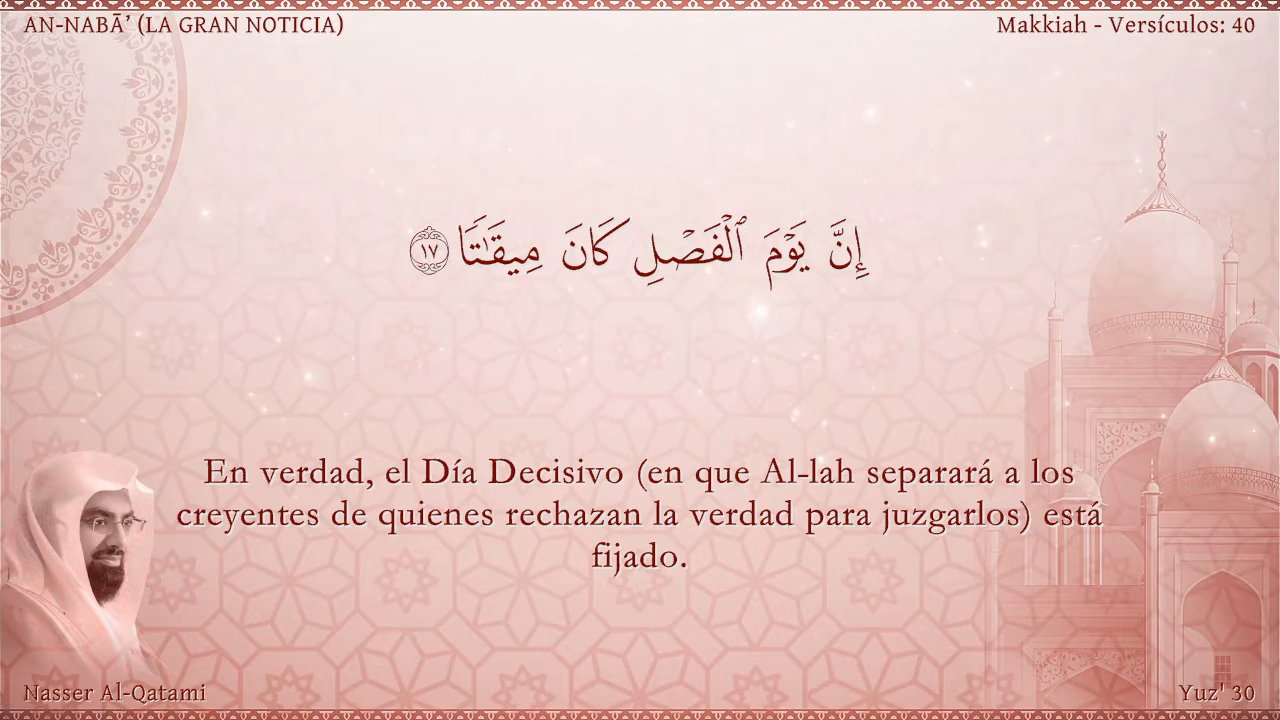 AN-NABĀ’ (LA GRAN NOTICIA)
Makkiah - Versículos: 40
إِنَّ يَوْمَ ٱلْفَصْلِ كَانَ مِيقَـٰتًا ١٧
En verdad, el Día Decisivo (en que Al-lah separará a los
creyentes de quienes rechazan la verdad para juzgarlos) está
fijado.
Nasser Al-Qatami
Yuz' 30